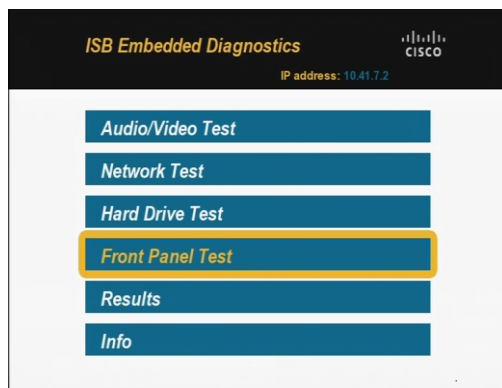 ISB Embedded Diagnostics
CISCO
IP address: 10.41.7.2
Audio/Video Test
Network Test
Hard Drive Test
Front Panel Test
Results
Info